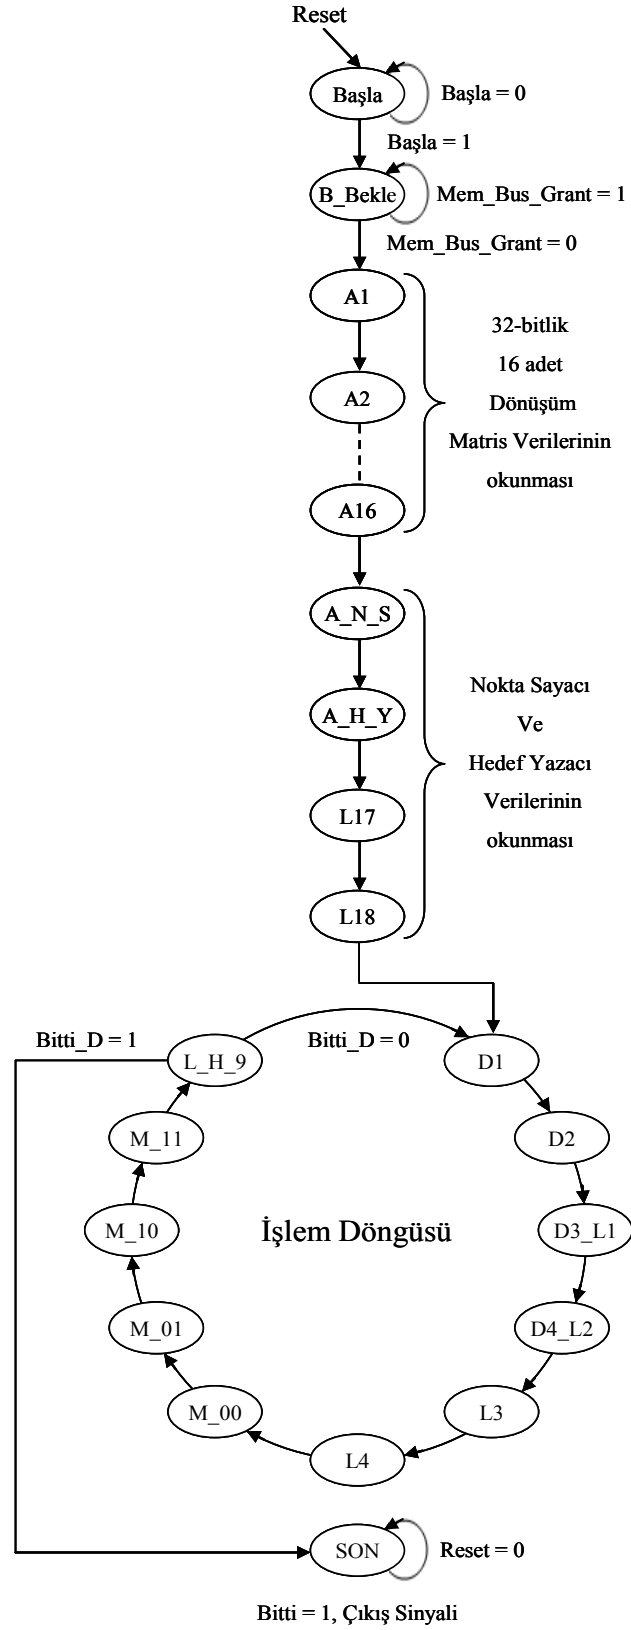 Reset
Başla
Başla = 0
Başla = 1
B_Bekle
Mem_Bus_Grant = 1
Mem_Bus_Grant = 0
A1
A2
A16
32-bitlik
16 adet
Dönüşüm
Matris Verilerinin
okunması
A_N_S
A_H_Y
L17
L18
Nokta Sayacı
Ve
Hedef Yazacı
Verilerinin
okunması
Bitti_D = 1
L_H_9
Bitti_D = 0
D1
M_11
D2
M_10
İşlem Döngüsü
D3_L1
M_01
D4_L2
M_00
L3
L4
SON
Reset = 0
Bitti = 1, Çıkış Sinyali